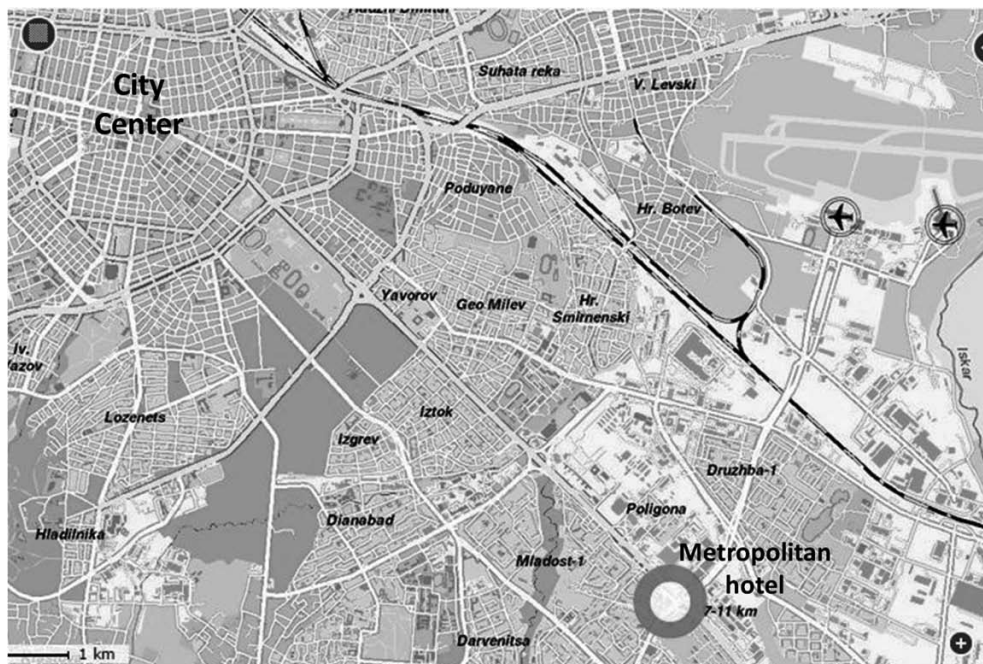 Suhata reka
V. Levski
City
Center
Poduyane
Hr. Botev
Yavorov
Geo Milev
Hr.
Smirnenski
Iskar
Iv.
Vazov
Lozenets
Iztok
Izgrev
Druzhba-1
Poligona
Hladilnika
Dianabad
Mladost-1
Metropolitan
hotel
7-11 km
Darvenitsa
1 km